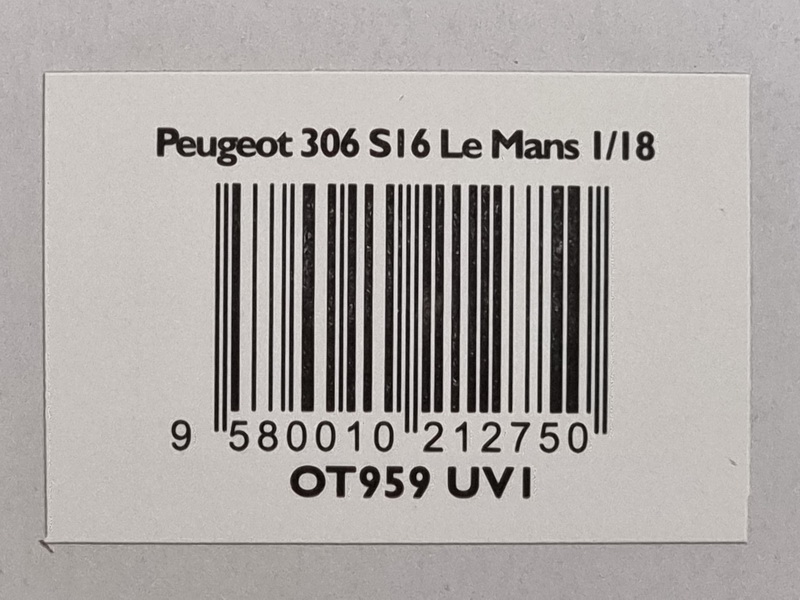 Peugeot 306 S16 Le Mans 1/18
9 580010 212750
OT959 UV1